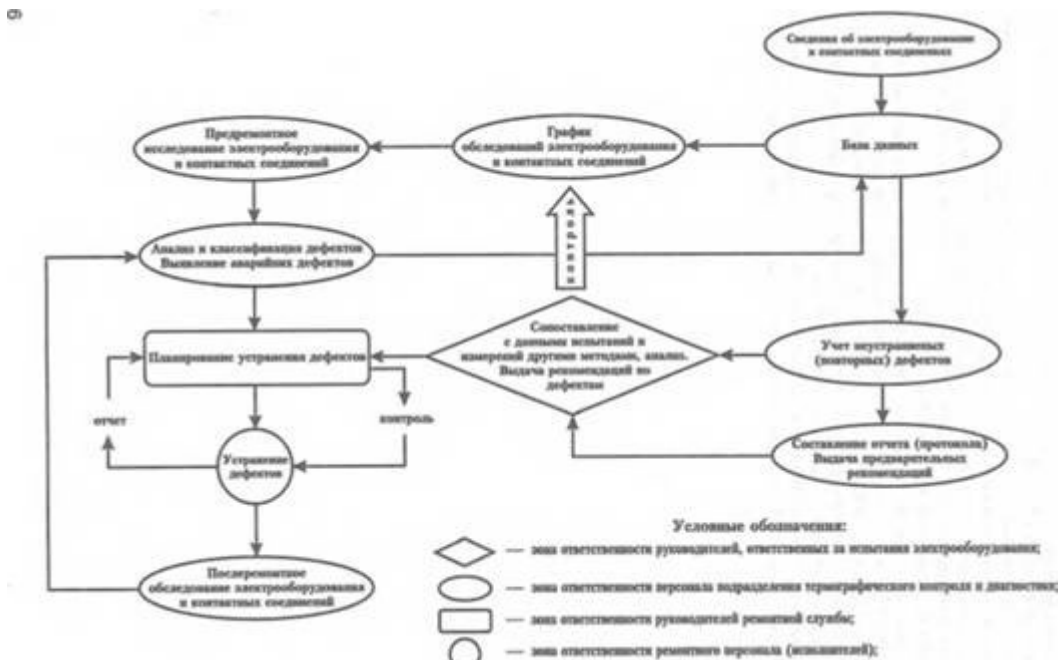 6
Сведения об электрооборудовании
и контактных соединениях
Предремонтное
исследование электрооборудования
и контактных соединений
График
обследований электрооборудования
и контактных соединений
База данных
контроль
Анализ и классификация дефектов
Выявление аварийних дефектов
Сопоставление
с данными испытаний и
измерений другими методами, анализ.
Выдача рекомендаций по
дефектам
Учет неустраненых
(повторных) дефектов
Планирование устранения дефектов
отчет
контроль
Устранение
дефектов
Составление отчета (протокола)
Выдача предварительных
рекомендаций
Послеремонтное
обследование электрооборудования
и контактных соединений
Условные обозначения:
— зона ответственности руководителей, ответственных за испытания электрооборудования;
— зона ответственности персонала подразделения термографического контроля и диагностики;
— зона ответственности руководителей ремонтной службы;
— зона ответственности ремонтного персонала (исполнителей);